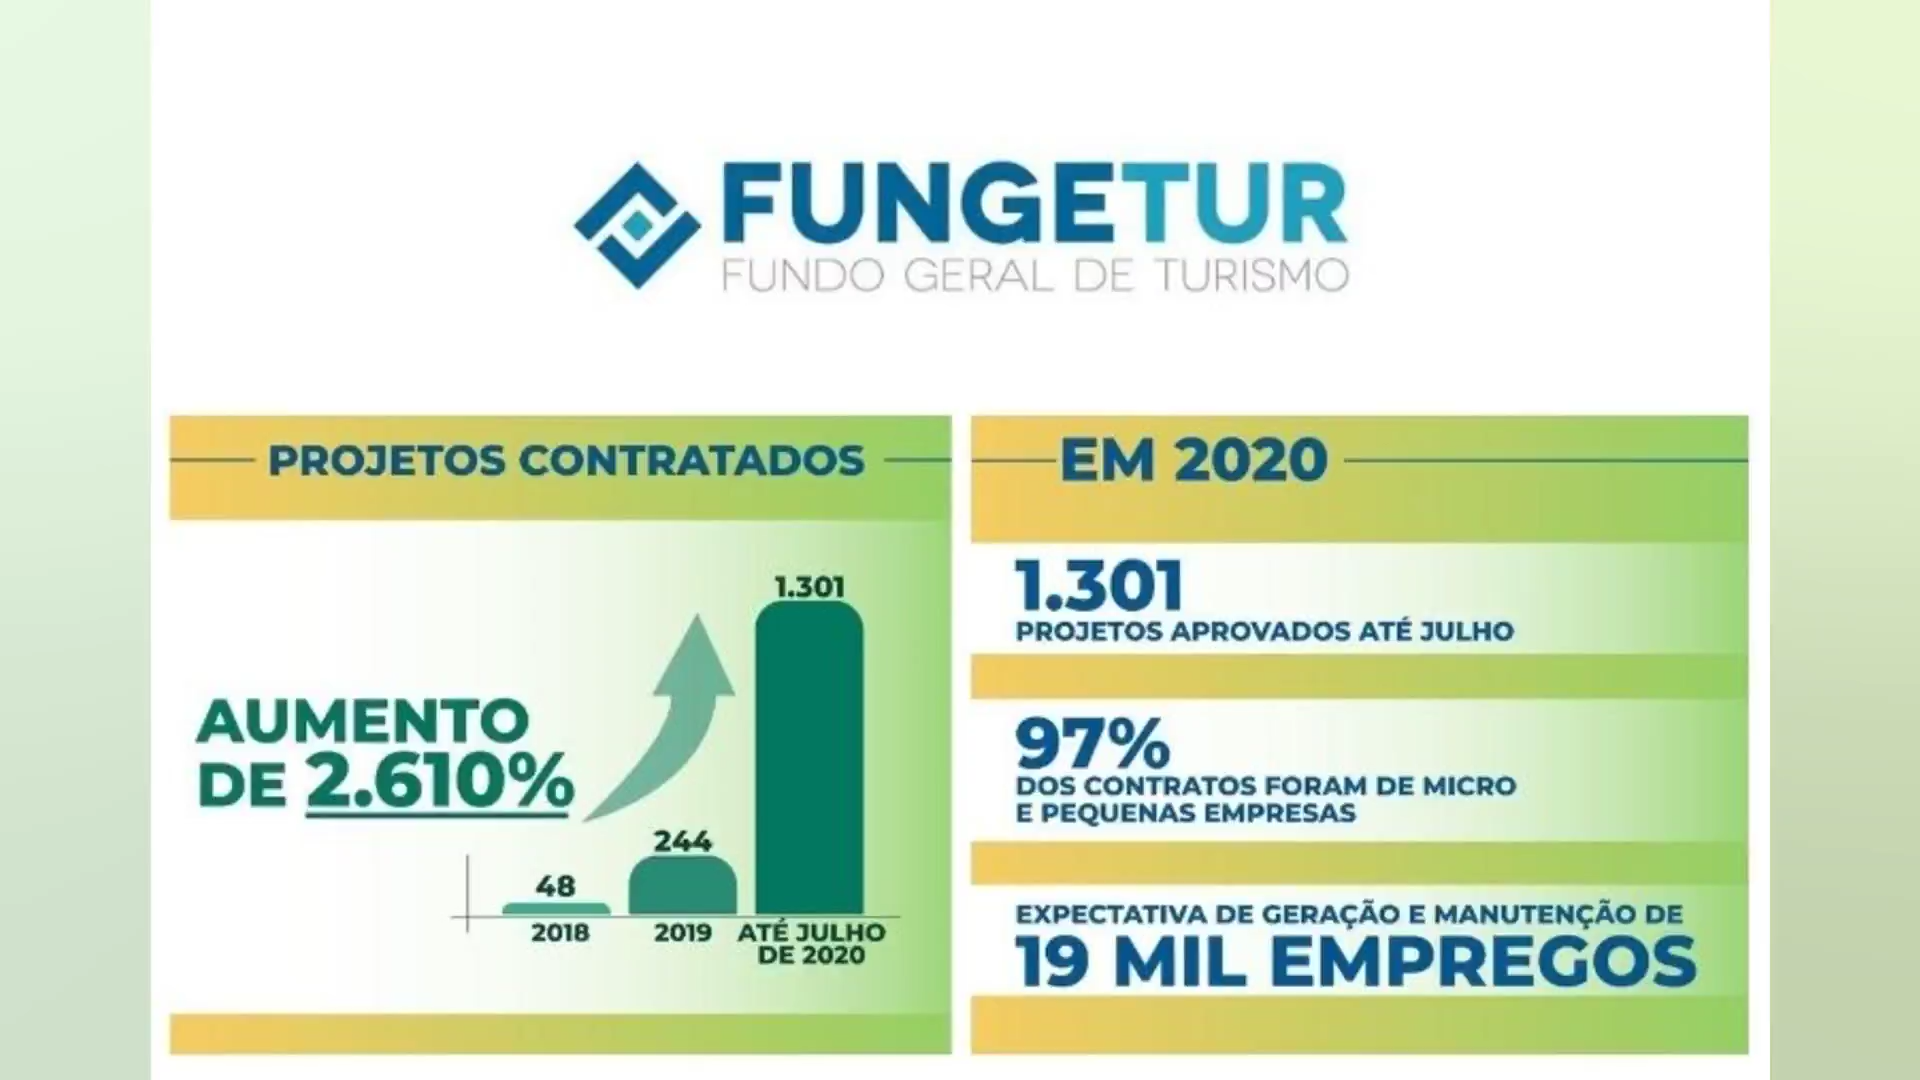 FUNGETUR
FUNDO GERAL DE TURISMO
PROJETOS CONTRATADOS
AUMENTO
DE 2.610%
48
244
1.301
2018
2019
ATÉ JULHO
DE 2020
EM 2020
1.301
PROJETOS APROVADOS ATÉ JULHO
97%
DOS CONTRATOS FORAM DE MICRO
E PEQUENAS EMPRESAS
EXPECTATIVA DE GERAÇÃO E MANUTENÇÃO DE
19 MIL EMPREGOS